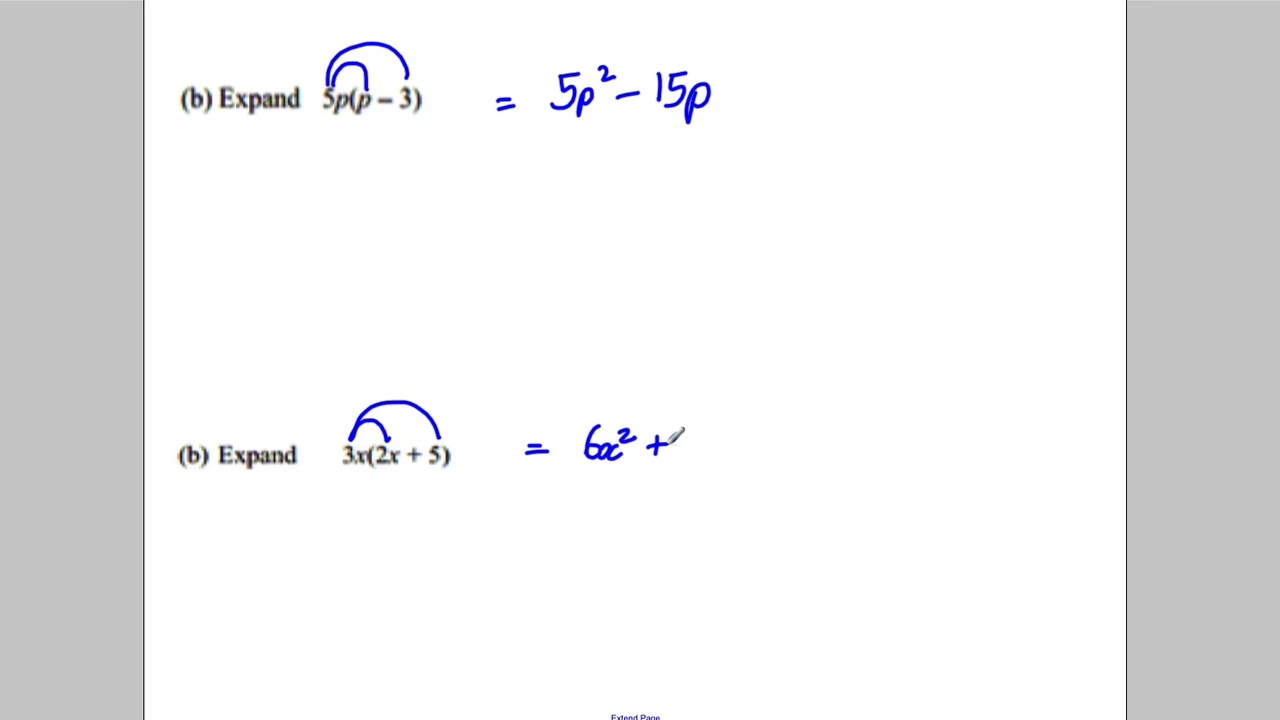 (b) Expand 5p(p – 3) = 5p² – 15p
(b) Expand 3x(2x + 5) = 6x² +
Extend Page